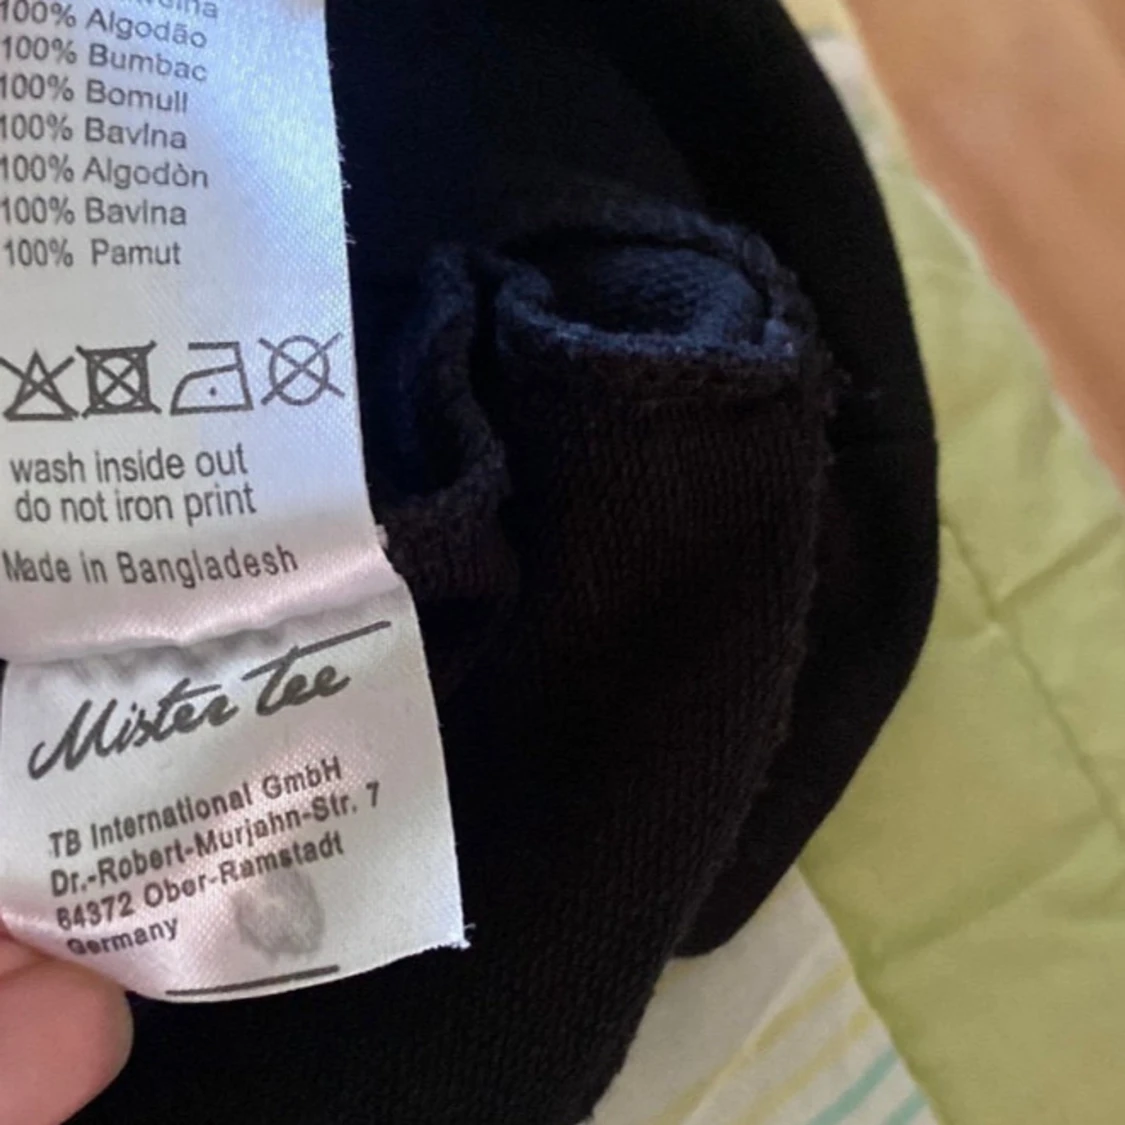 100% Algodão
100% Bumbac
100% Bomull
100% Bavlna
100% Algodòn
100% Bavlna
100% Pamut
wash inside out
do not iron print
Made in Bangladesh
Mister Tee
TB International GmbH
Dr.-Robert-Murjahn-Str. 7
64372 Ober-Ramstadt
Germany